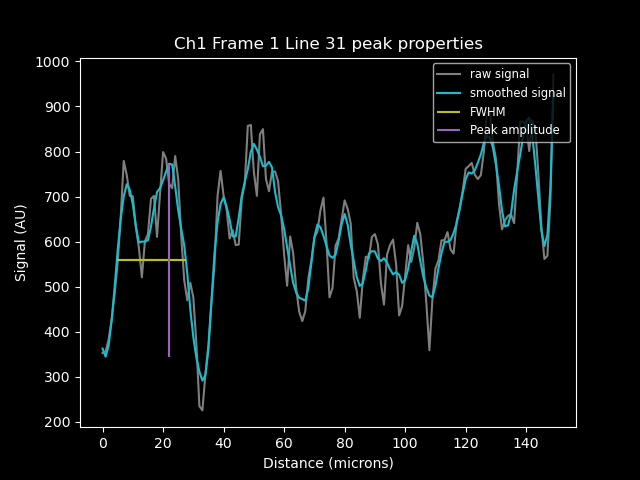 Ch1 Frame 1 Line 31 peak properties
raw signal
smoothed signal
FWHM
Peak amplitude
Signal (AU)
1000
900
800
700
600
500
400
300
200
0 20 40 60 80 100 120 140
Distance (microns)